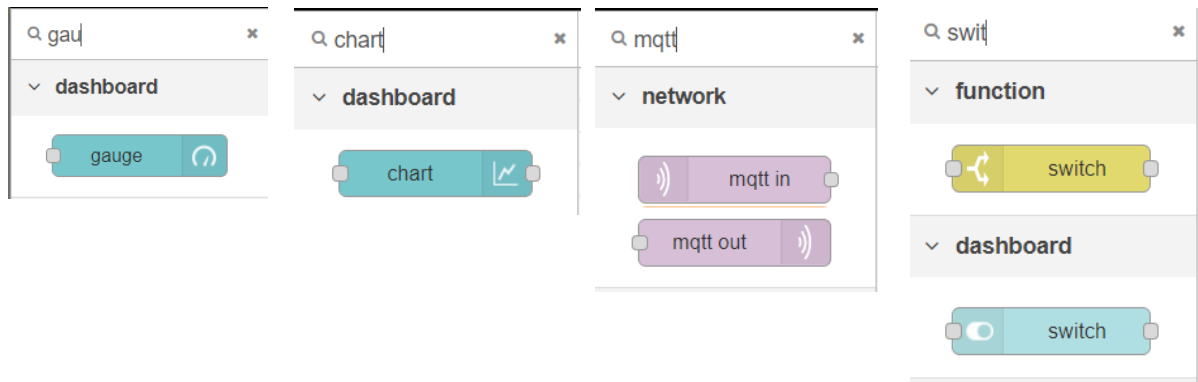 gau
dashboard
gauge
chart
dashboard
chart
mqtt
network
mqtt in
mqtt out
swit
function
switch
dashboard
switch